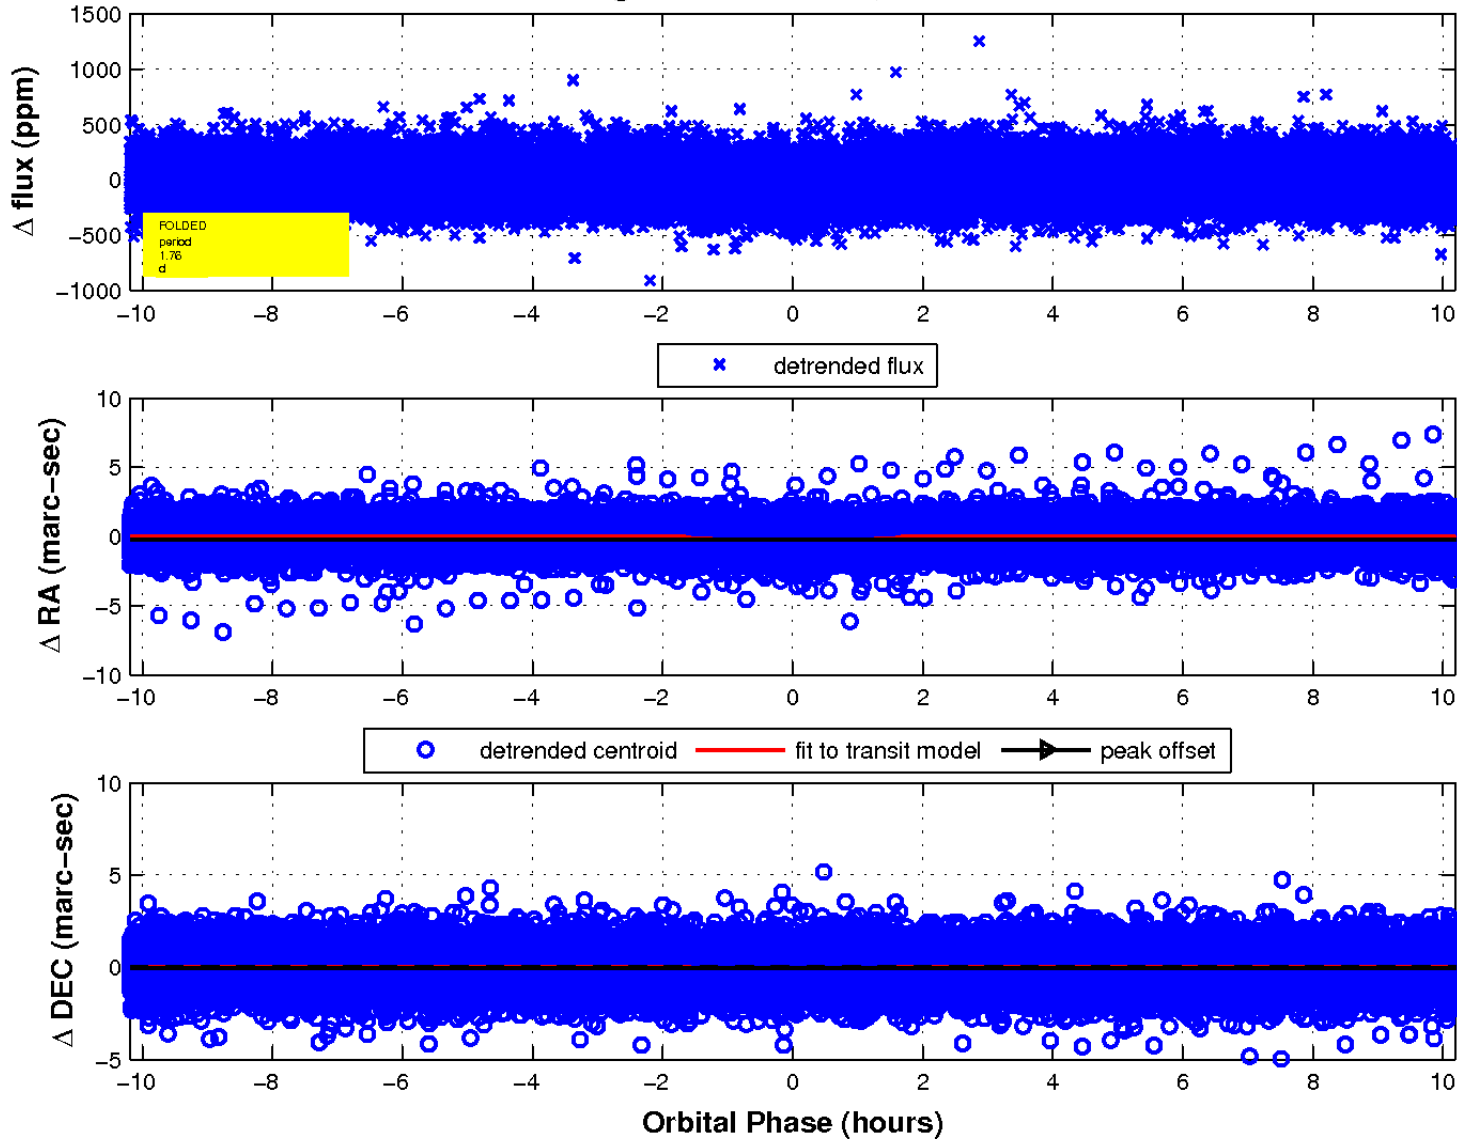 1500
1000
500
0
−500
−1000
Δ flux (ppm)
FOLDED
period
1.76
d
−10 −8 −6 −4 −2 0 2 4 6 8 10
detrended flux
10
5
0
−5
−10
Δ RA (marc−sec)
−10 −8 −6 −4 −2 0 2 4 6 8 10
detrended centroid fit to transit model peak offset
10
5
0
−5
Δ DEC (marc−sec)
−10 −8 −6 −4 −2 0 2 4 6 8 10
Orbital Phase (hours)